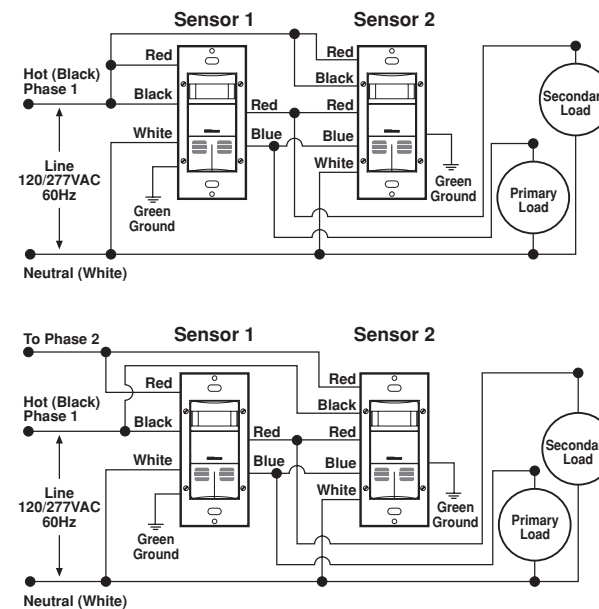 Sensor 1
Sensor 2
Red
Red
Hot (Black)
Phase 1
Black
Black
Red
Red
White
Blue
Blue
White
Line
120/277VAC
60Hz
Green
Ground
Green
Ground
Secondar
Load
Primary
Load
Neutral (White)
To Phase 2
Sensor 1
Sensor 2
Red
Red
Hot (Black)
Phase 1
Black
Black
Red
Red
White
Blue
Blue
White
Line
120/277VAC
60Hz
Green
Ground
Green
Ground
Seconda
Load
Primary
Load
Neutral (White)